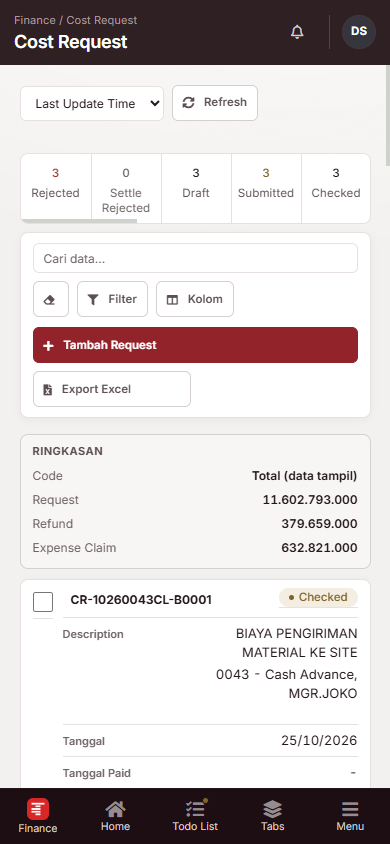 Finance / Cost Request
Cost Request
DS
Last Update Time
Refresh
3
Rejected
0
Settle
Rejected
3
Draft
3
Submitted
3
Checked
Cari data...
Filter
Kolom
Tambah Request
Export Excel
RINGKASAN
Code Total (data tampil)
Request 11.602.793.000
Refund 379.659.000
Expense Claim 632.821.000
CR-10260043CL-B0001 Checked
Description BIAYA PENGIRIMAN
MATERIAL KE SITE
0043 - Cash Advance,
MGR.JOKO
Tanggal 25/10/2026
Tanggal Paid -
Finance
Home
Todo List
Tabs
Menu